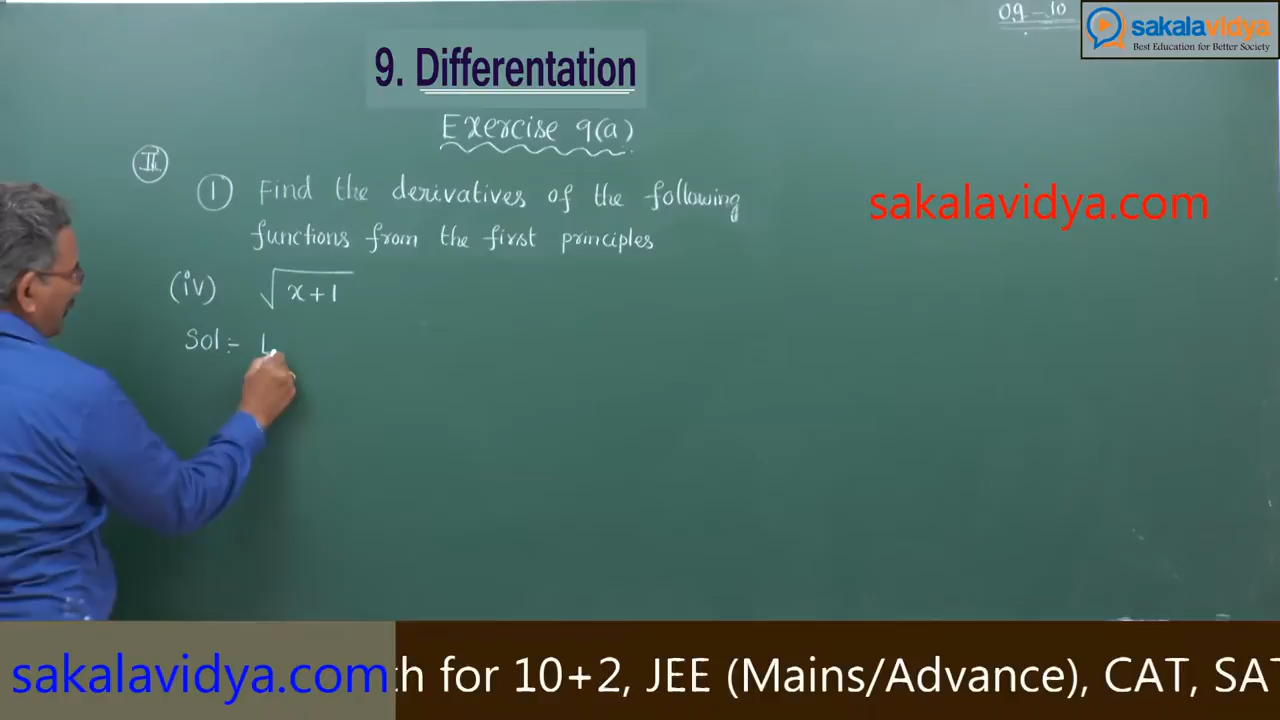 09-10
sakalavidya
Best Education for Better Society
9. Differentation
Exercise 9(a)
II
1 Find the derivatives of the following
functions from the first principles
sakalavidya.com
(iv) √x+1
Sol:- L
sakalavidya.com
th for 10+2, JEE (Mains/Advance), CAT, SAT